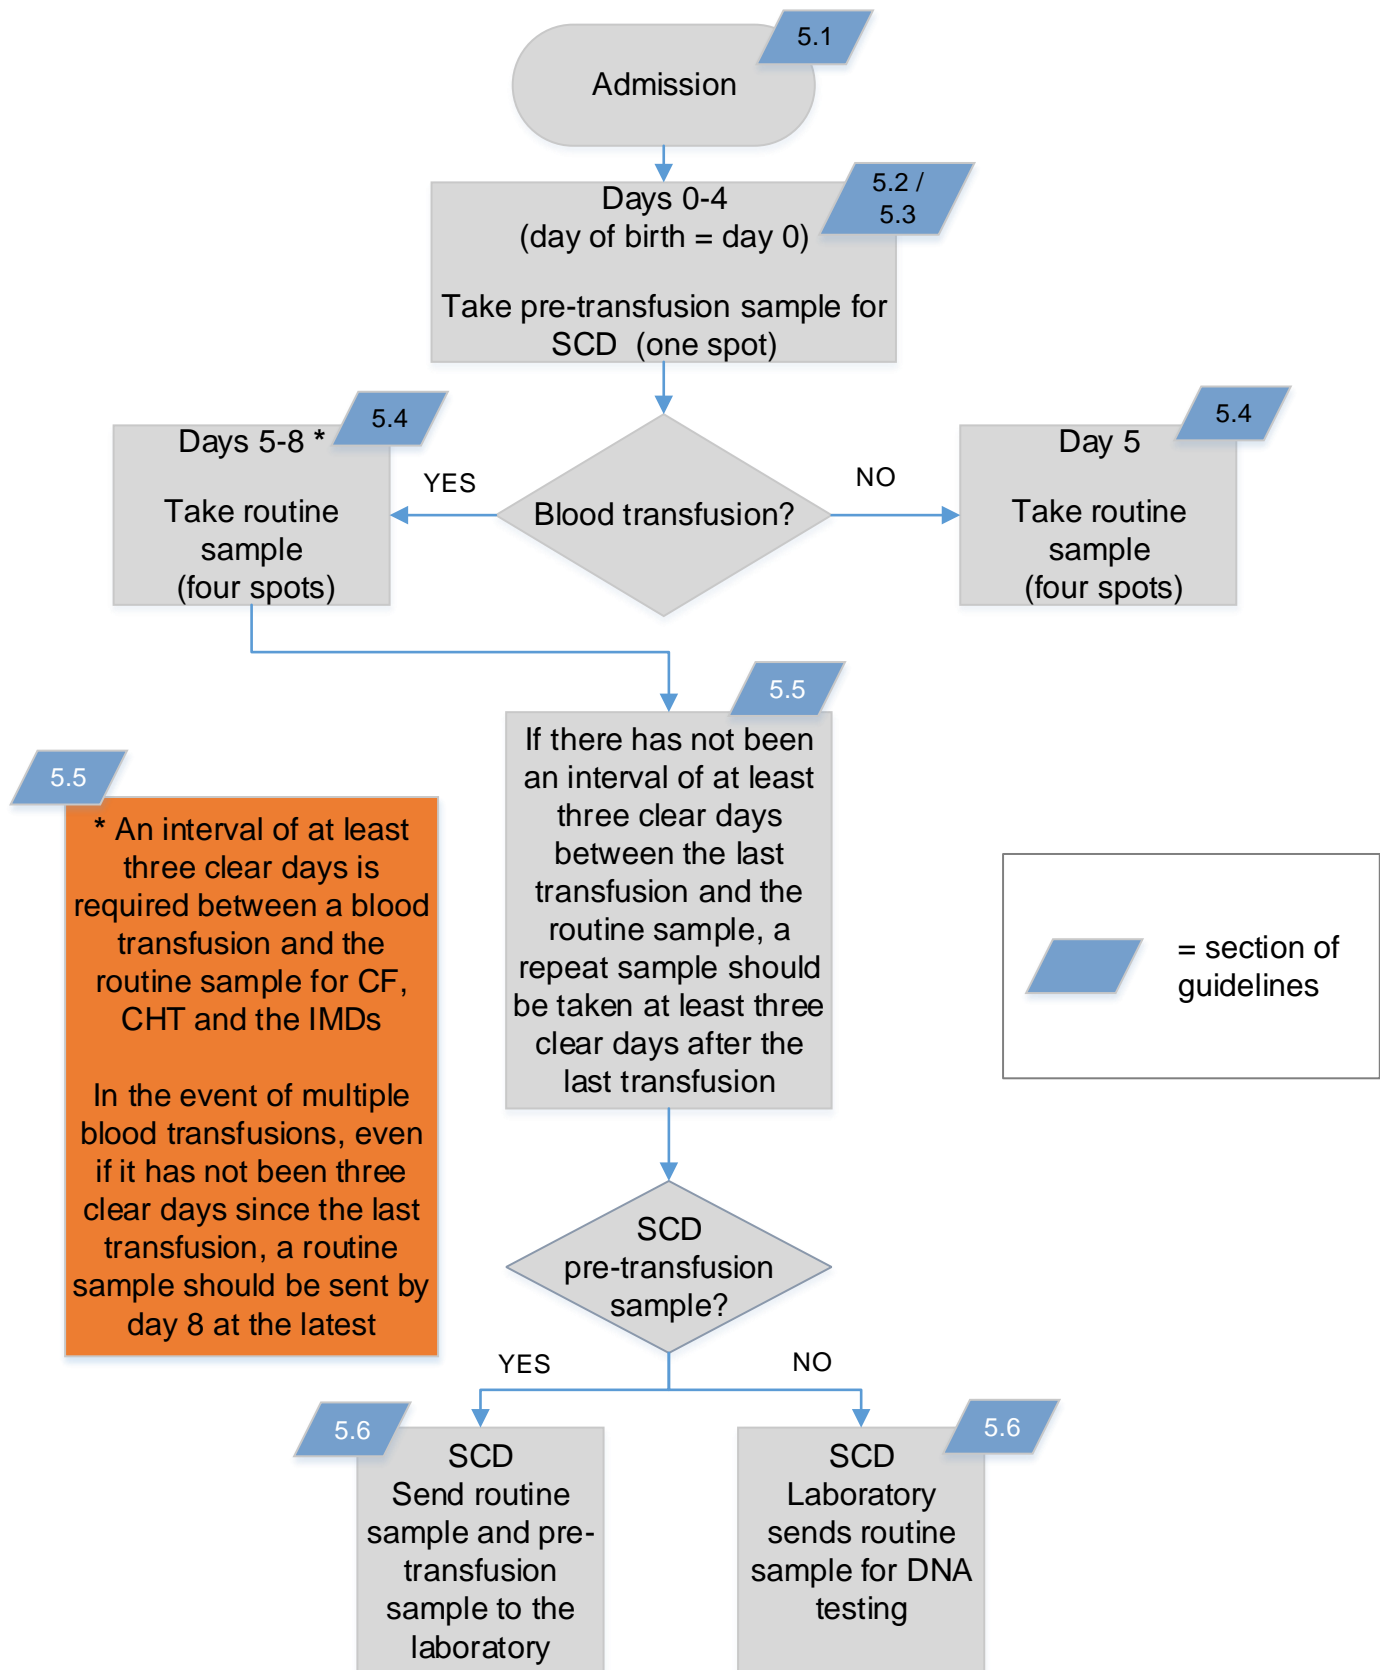 5.1
Admission
5.2 /
5.3
Days 0-4
(day of birth = day 0)
Take pre-transfusion sample for
SCD (one spot)
5.4
Days 5-8 *
Take routine
sample
(four spots)
YES
Blood transfusion?
NO
5.4
Day 5
Take routine
sample
(four spots)
5.5
If there has not been
an interval of at least
three clear days
between the last
transfusion and the
routine sample, a
repeat sample should
be taken at least three
clear days after the
last transfusion
5.5
* An interval of at least
three clear days is
required between a blood
transfusion and the
routine sample for CF,
CHT and the IMDs
In the event of multiple
blood transfusions, even
if it has not been three
clear days since the last
transfusion, a routine
sample should be sent by
day 8 at the latest
= section of
guidelines
SCD
pre-transfusion
sample?
YES
NO
5.6
SCD
Send routine
sample and pre-
transfusion
sample to the
laboratory
5.6
SCD
Laboratory
sends routine
sample for DNA
testing